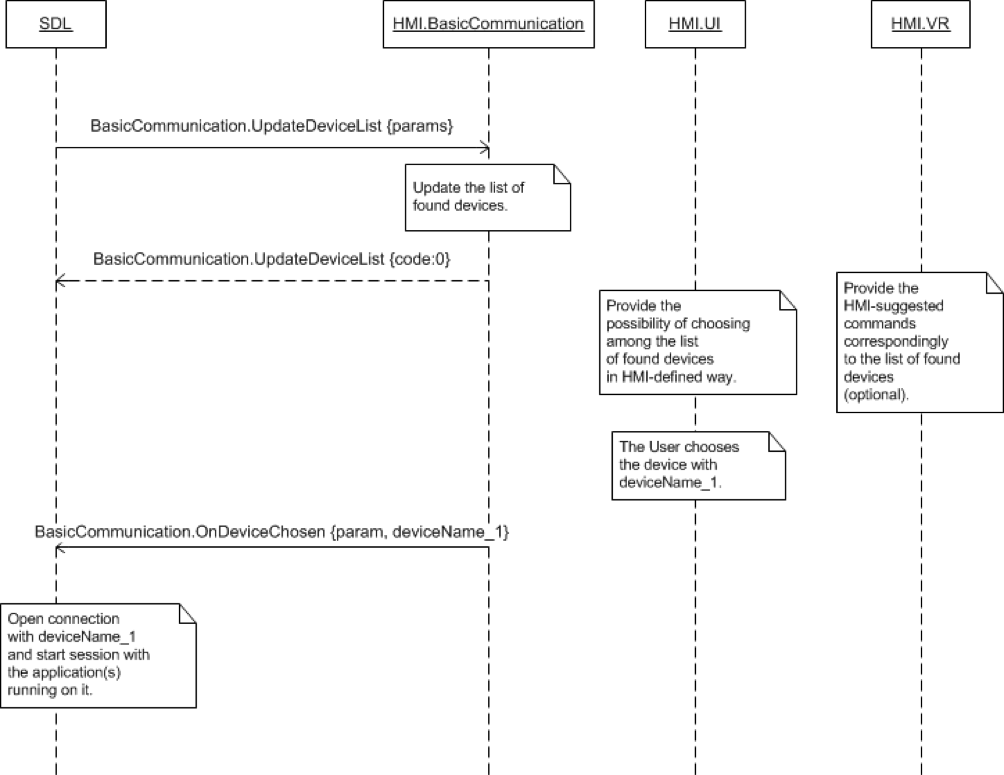 SDL
HMI.BasicCommunication
HMI.UI
HMI.VR
BasicCommunication.UpdateDeviceList {params}
Update the list of
found devices.
BasicCommunication.UpdateDeviceList {code:0}
Provide the
possibility of choosing
among the list
of found devices
in HMI-defined way.
Provide the
HMI-suggested
commands
correspondingly
to the list of found
devices
(optional).
The User chooses
the device with
deviceName_1.
BasicCommunication.OnDeviceChosen {param, deviceName_1}
Open connection
with deviceName_1
and start session with
the application(s)
running on it.